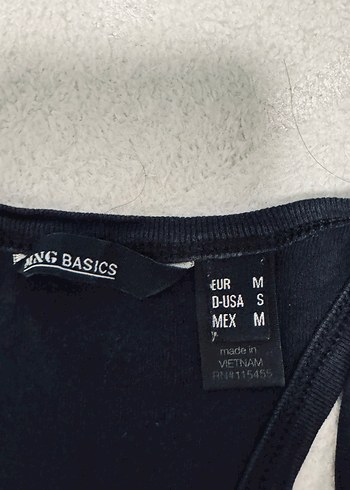 MNG BASICS
EUR M
D-USA S
MEX M
made in
VIETNAM
RN#115455